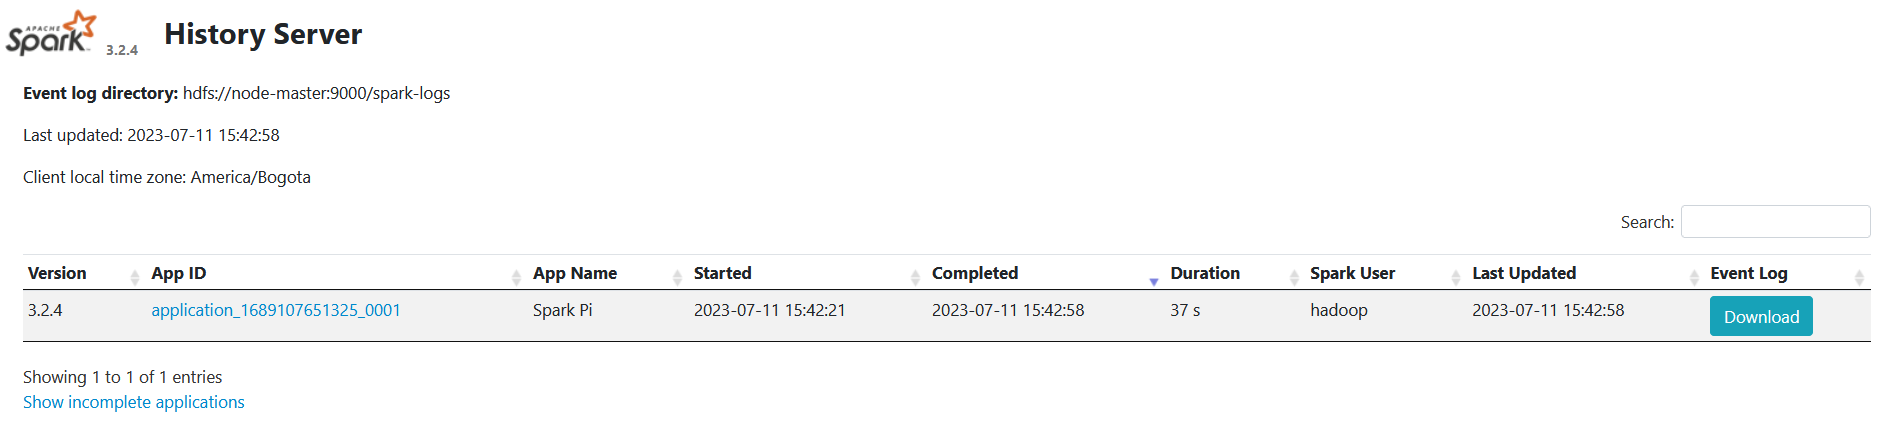 APACHE
Spark 3.2.4 History Server
Event log directory: hdfs://node-master:9000/spark-logs
Last updated: 2023-07-11 15:42:58
Client local time zone: America/Bogota
Search:
Version App ID App Name Started Completed Duration Spark User Last Updated Event Log
3.2.4 application_1689107651325_0001 Spark Pi 2023-07-11 15:42:21 2023-07-11 15:42:58 37 s hadoop 2023-07-11 15:42:58 Download
Showing 1 to 1 of 1 entries
Show incomplete applications